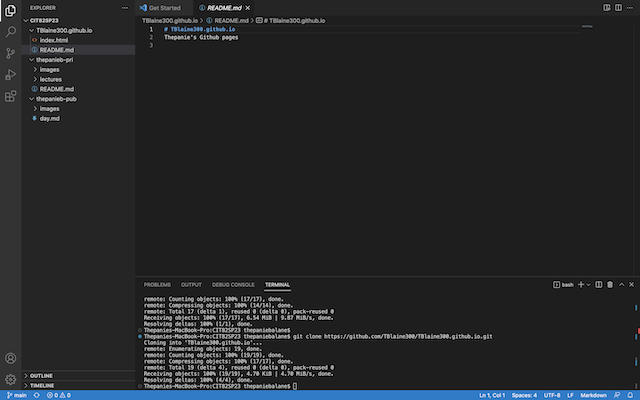 EXPLORER
CIT82SP23
TBlaine300.github.io
index.html
README.md
thepanieb-pri
images
lectures
README.md
thepanieb-pub
images
day.md
OUTLINE
TIMELINE
Get Started
README.md
TBlaine300.github.io > README.md > # TBlaine300.github.io
1 # TBlaine300.github.io
2 Thepanie's Github pages
3
PROBLEMS OUTPUT DEBUG CONSOLE TERMINAL
bash
remote: Counting objects: 100% (17/17), done.
remote: Compressing objects: 100% (14/14), done.
remote: Total 17 (delta 1), reused 0 (delta 0), pack-reused 0
Receiving objects: 100% (17/17), 6.54 MiB | 9.87 MiB/s, done.
Resolving deltas: 100% (1/1), done.
Thepanies-MacBook-Pro:CIT82SP23 thepaniebalane$
Thepanies-MacBook-Pro:CIT82SP23 thepaniebalane$ git clone https://github.com/TBlaine300/TBlaine300.github.io.git
Cloning into 'TBlaine300.github.io'...
remote: Enumerating objects: 19, done.
remote: Counting objects: 100% (19/19), done.
remote: Compressing objects: 100% (17/17), done.
remote: Total 19 (delta 4), reused 0 (delta 0), pack-reused 0
Receiving objects: 100% (19/19), 4.70 KiB | 4.70 MiB/s, done.
Resolving deltas: 100% (4/4), done.
Thepanies-MacBook-Pro:CIT82SP23 thepaniebalane$
main 0 0 Ln 1, Col 1 Spaces: 4 UTF-8 LF Markdown